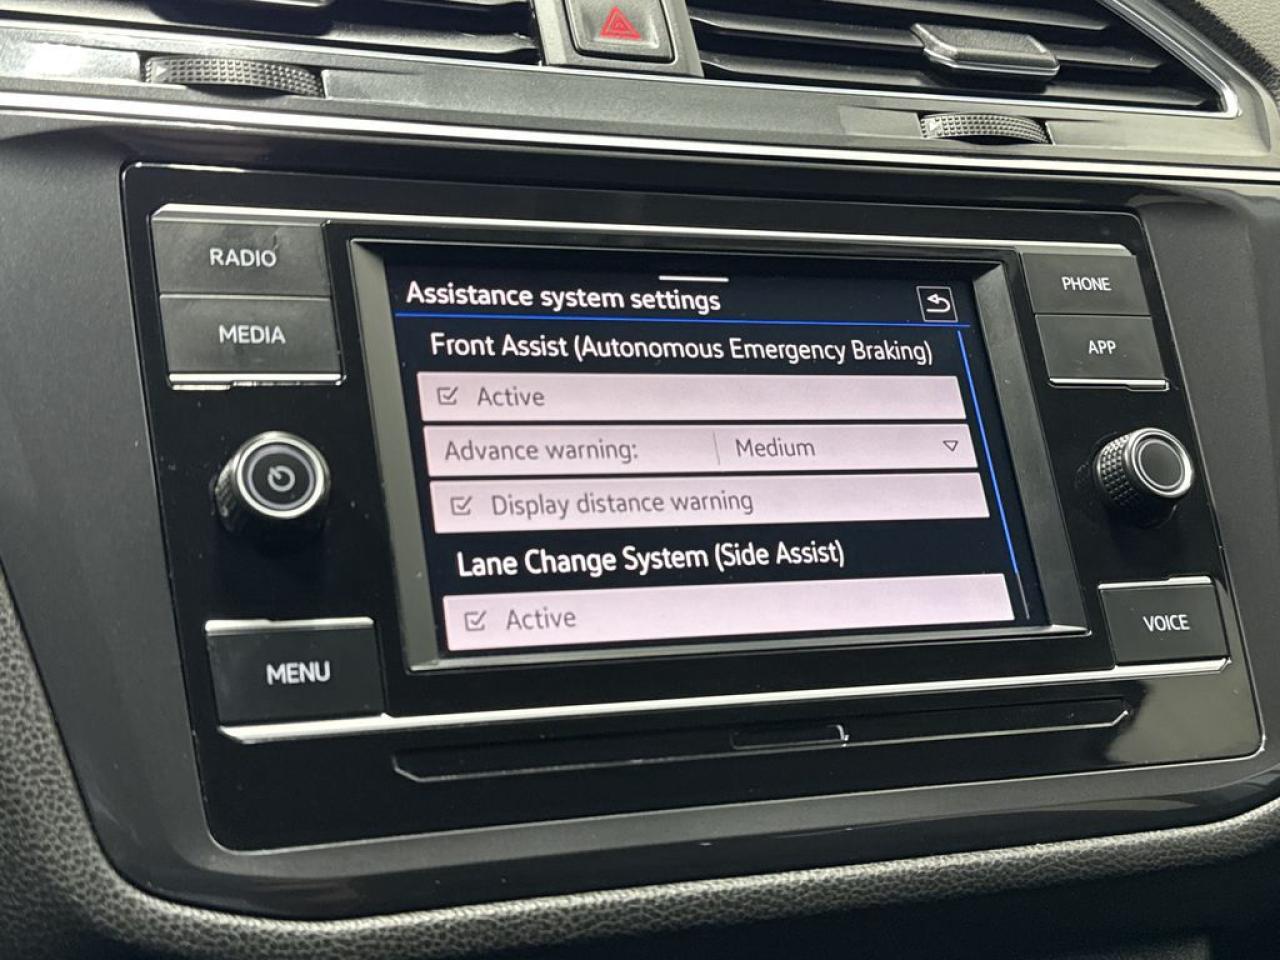 RADIO
MEDIA
MENU
Assistance system settings
Front Assist (Autonomous Emergency Braking)
Active
Advance warning: Medium
Display distance warning
Lane Change System (Side Assist)
Active
PHONE
APP
VOICE